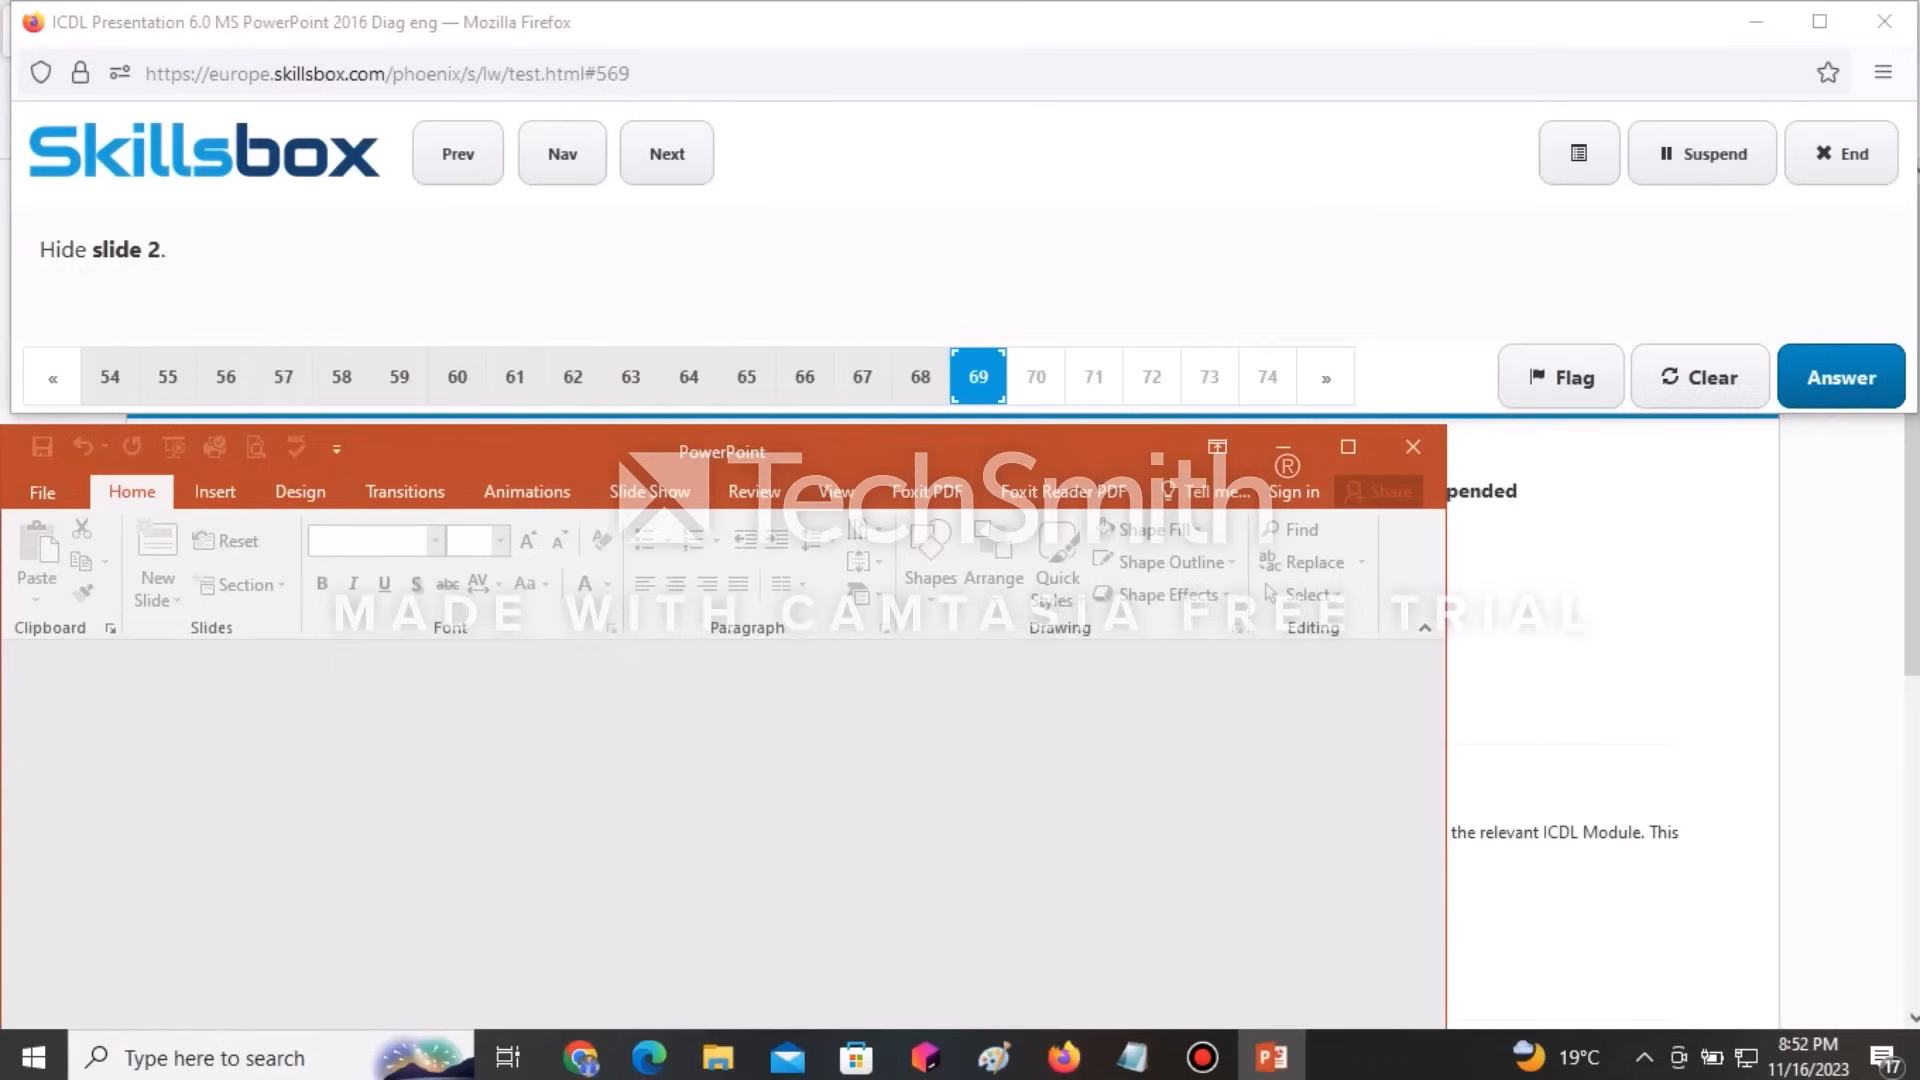 ICDL Presentation 6.0 MS PowerPoint 2016 Diag eng — Mozilla Firefox
https://europe.skillsbox.com/phoenix/s/lw/test.html#569
Skillsbox Prev Nav Next Suspend End
Hide slide 2.
« 54 55 56 57 58 59 60 61 62 63 64 65 66 67 68 69 70 71 72 73 74 » Flag Clear Answer
PowerPoint
TechSmith®
File Home Insert Design Transitions Animations Slide Show Review View Foxit PDF Foxit Reader PDF Tell me... Sign in Share
pended
Reset Shape Fill Find
Shape Outline Replace
Paste New Slide Section B I U S abc AV Aa A Shapes Arrange Quick Styles Shape Effects Select
MADE WITH CAMTASIA FREE TRIAL
Clipboard Slides Font Paragraph Drawing Editing
the relevant ICDL Module. This
Type here to search 19°C 8:52 PM
11/16/2023 17